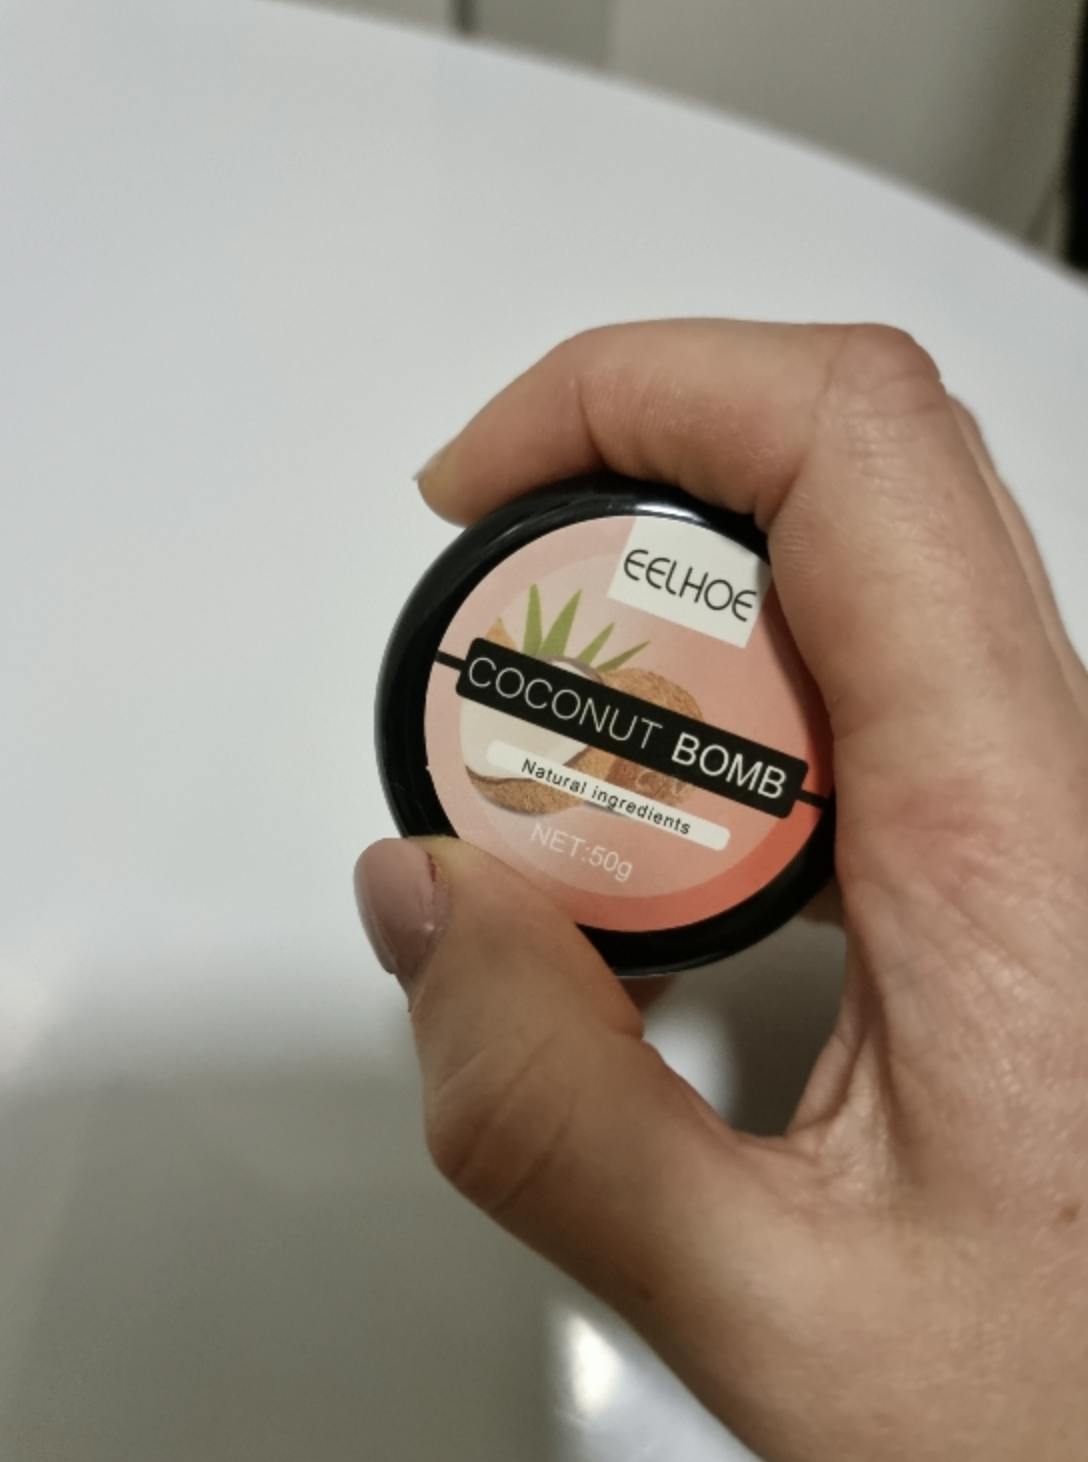 EELHOE
COCONUT BOMB
Natural ingredients
NET:50g